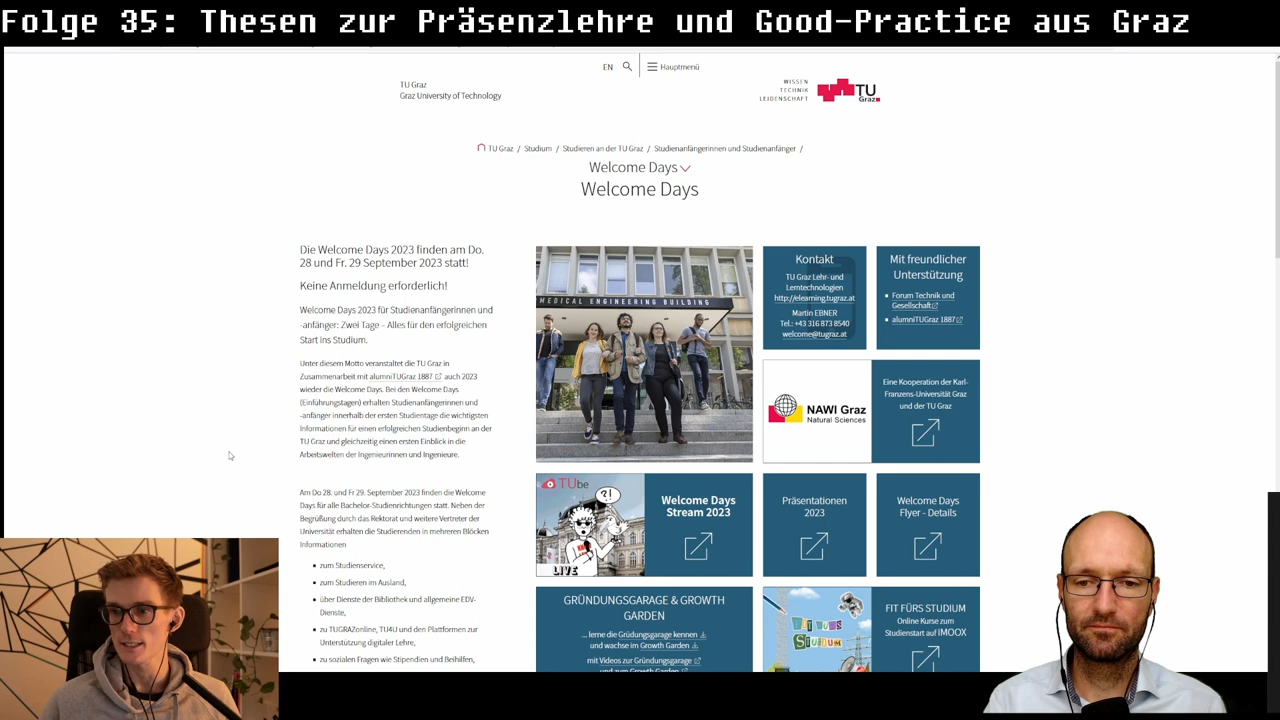 Folge 35: Thesen zur Präsenzlehre und Good-Practice aus Graz
EN
Hauptmenü
TU Graz
Graz University of Technology
WISSEN
TECHNIK
LEIDENSCHAFT
TU
Graz
TU Graz / Studium / Studieren an der TU Graz / Studienanfängerinnen und Studienanfänger /
Welcome Days
Welcome Days
Die Welcome Days 2023 finden am Do.
28 und Fr. 29 September 2023 statt!
Keine Anmeldung erforderlich!
Welcome Days 2023 für Studienanfängerinnen und
-anfänger: Zwei Tage – Alles für den erfolgreichen
Start ins Studium.
Unter diesem Motto veranstaltet die TU Graz in
Zusammenarbeit mit alumniTUGraz 1887 auch 2023
wieder die Welcome Days. Bei den Welcome Days
(Einführungstagen) erhalten Studienanfängerinnen und
-anfänger innerhalb der ersten Studientage die wichtigsten
Informationen für einen erfolgreichen Studienbeginn an der
TU Graz und gleichzeitig einen ersten Einblick in die
Arbeitswelten der Ingenieurinnen und Ingenieure.
Am Do 28. und Fr 29. September 2023 finden die Welcome
Days für alle Bachelor-Studienrichtungen statt. Neben der
Begrüßung durch das Rektorat und weitere Vertreter der
Universität erhalten die Studierenden in mehreren Blöcken
Informationen
zum Studienservice,
zum Studieren im Ausland,
über Dienste der Bibliothek und allgemeine EDV-
Dienste,
zu TUGRAZonline, TU4U und den Plattformen zur
Unterstützung digitaler Lehre,
zu sozialen Fragen wie Stipendien und Beihilfen,
MEDICAL ENGINEERING BUILDING
Kontakt
TU Graz Lehr- und
Lerntechnologien
http://elearning.tugraz.at
Martin EBNER
Tel.: +43 316 873 8540
welcome@tugraz.at
Mit freundlicher
Unterstützung
Forum Technik und
Gesellschaft
alumniTUGraz 1887
NAWI Graz
Natural Sciences
Eine Kooperation der Karl-
Franzens-Universität Graz
und der TU Graz
TUbe
?!
LIVE
Welcome Days
Stream 2023
Präsentationen
2023
Welcome Days
Flyer - Details
GRÜNDUNGSGARAGE & GROWTH
GARDEN
... lerne die Gründungsgarage kennen
und wachse im Growth Garden
mit Videos zur Gründungsgarage
und zum Growth Garden
FIT FÜRS
STUDIUM
FIT FÜRS STUDIUM
Online Kurse zum
Studienstart auf IMOOX